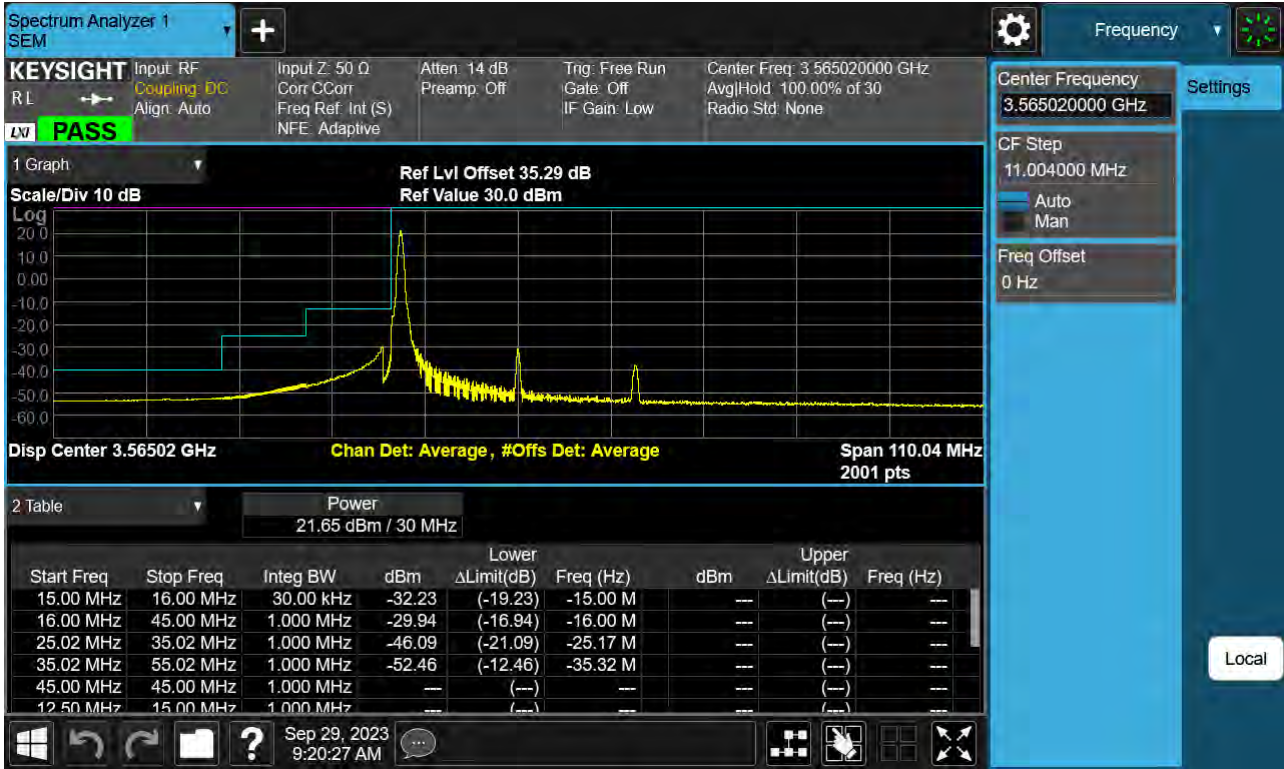 Spectrum Analyzer 1
SEM
+
Frequency
KEYSIGHT
R L
LXI PASS
Input: RF
Coupling: DC
Align: Auto
Input Z: 50 Ω
Corr CCorr
Freq Ref: Int (S)
NFE: Adaptive
Atten: 14 dB
Preamp: Off
Trig: Free Run
Gate: Off
IF Gain: Low
Center Freq: 3.565020000 GHz
Avg|Hold: 100.00% of 30
Radio Std: None
Center Frequency
3.565020000 GHz
Settings
CF Step
11.004000 MHz
Auto
Man
Freq Offset
0 Hz
Local
1 Graph
Scale/Div 10 dB
Ref Lvl Offset 35.29 dB
Ref Value 30.0 dBm
Log
20.0
10.0
0.00
-10.0
-20.0
-30.0
-40.0
-50.0
-60.0
Disp Center 3.56502 GHz Chan Det: Average, #Offs Det: Average Span 110.04 MHz
2001 pts
2 Table
Power
21.65 dBm / 30 MHz
Lower Upper
Start Freq Stop Freq Integ BW dBm ΔLimit(dB) Freq (Hz) dBm ΔLimit(dB) Freq (Hz)
15.00 MHz 16.00 MHz 30.00 kHz -32.23 (-19.23) -15.00 M --- (---) ---
16.00 MHz 45.00 MHz 1.000 MHz -29.94 (-16.94) -16.00 M --- (---) ---
25.02 MHz 35.02 MHz 1.000 MHz -46.09 (-21.09) -25.17 M --- (---) ---
35.02 MHz 55.02 MHz 1.000 MHz -52.46 (-12.46) -35.32 M --- (---) ---
45.00 MHz 45.00 MHz 1.000 MHz --- (---) --- --- (---) ---
12.50 MHz 15.00 MHz 1.000 MHz --- (---) --- --- (---) ---
? Sep 29, 2023
9:20:27 AM